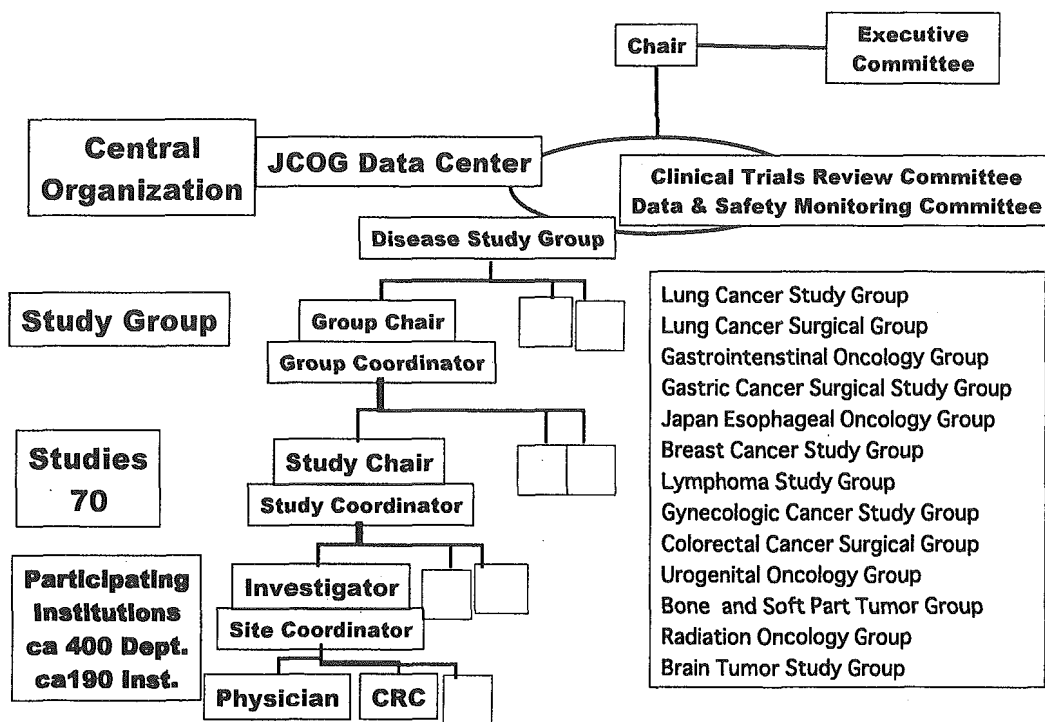 Chair
Executive
Committee
Central
Organization
JCOG Data Center
Clinical Trials Review Committee
Data & Safety Monitoring Committee
Disease Study Group
Study Group
Group Chair
Group Coordinator
Studies
70
Study Chair
Study Coordinator
Participating
Institutions
ca 400 Dept.
ca190 Inst.
Investigator
Site Coordinator
Physician
CRC
Lung Cancer Study Group
Lung Cancer Surgical Group
Gastrointenstinal Oncology Group
Gastric Cancer Surgical Study Group
Japan Esophageal Oncology Group
Breast Cancer Study Group
Lymphoma Study Group
Gynecologic Cancer Study Group
Colorectal Cancer Surgical Group
Urogenital Oncology Group
Bone and Soft Part Tumor Group
Radiation Oncology Group
Brain Tumor Study Group